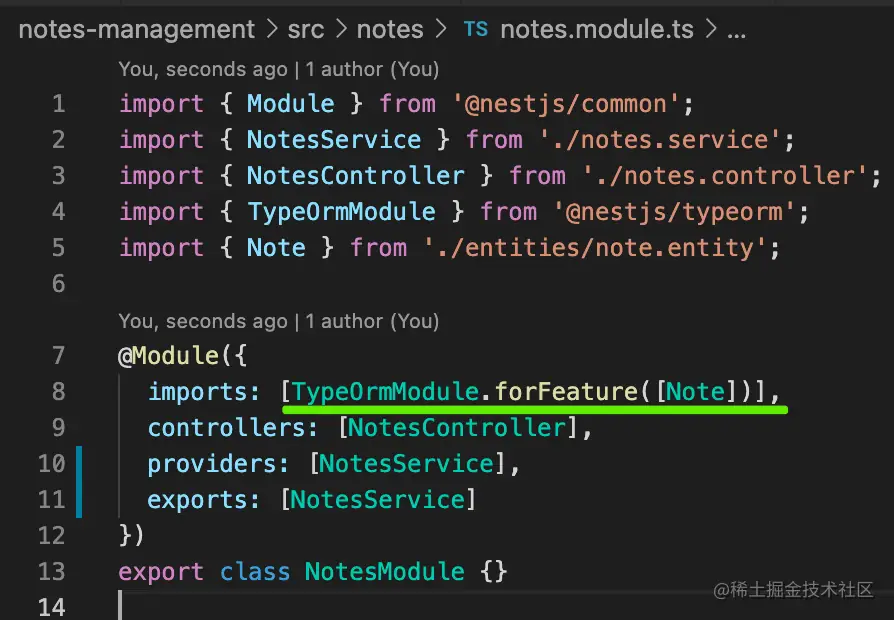 notes-management > src > notes > TS notes.module.ts > ...
You, seconds ago | 1 author (You)
1 import { Module } from '@nestjs/common';
2 import { NotesService } from './notes.service';
3 import { NotesController } from './notes.controller';
4 import { TypeOrmModule } from '@nestjs/typeorm';
5 import { Note } from './entities/note.entity';
6
You, seconds ago | 1 author (You)
7 @Module({
8   imports: [TypeOrmModule.forFeature([Note])],
9   controllers: [NotesController],
10   providers: [NotesService],
11   exports: [NotesService]
12 })
13 export class NotesModule {}
14
@稀土掘金技术社区